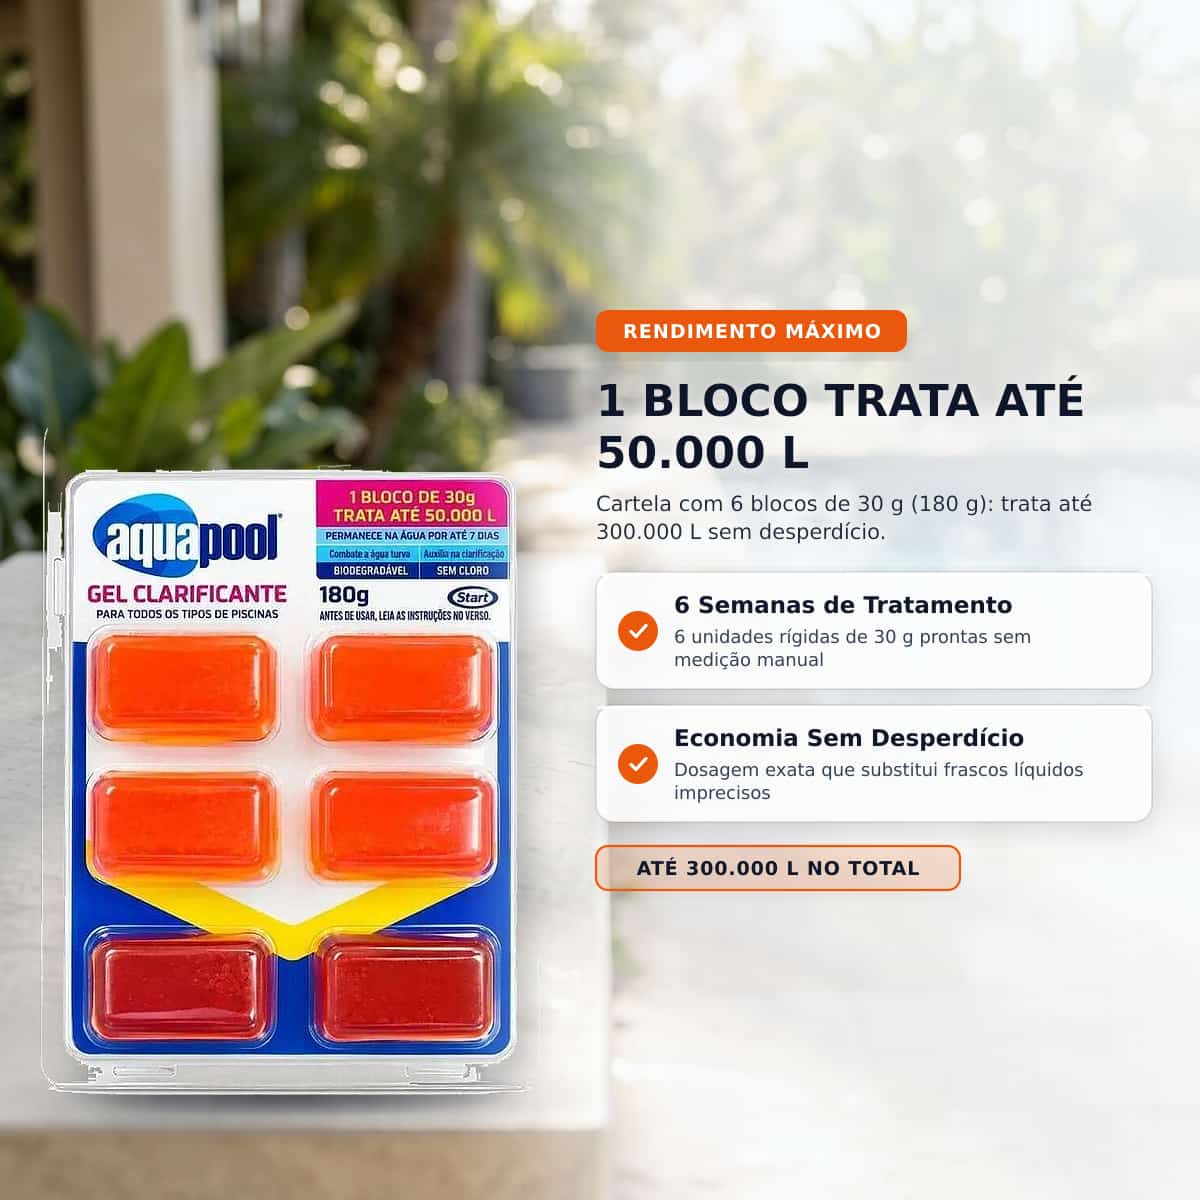 RENDIMENTO MÁXIMO
1 BLOCO TRATA ATÉ
50.000 L
Cartela com 6 blocos de 30 g (180 g): trata até
300.000 L sem desperdício.
6 Semanas de Tratamento
6 unidades rígidas de 30 g prontas sem
medição manual
Economia Sem Desperdício
Dosagem exata que substitui frascos líquidos
imprecisos
ATÉ 300.000 L NO TOTAL
aquapool
GEL CLARIFICANTE
PARA TODOS OS TIPOS DE PISCINAS
1 BLOCO DE 30g
TRATA ATÉ 50.000 L
PERMANECE NA ÁGUA POR ATÉ 7 DIAS
Combate a água turva Auxilia na clarificação
BIODEGRADÁVEL SEM CLORO
180g Start
ANTES DE USAR, LEIA AS INSTRUÇÕES NO VERSO.